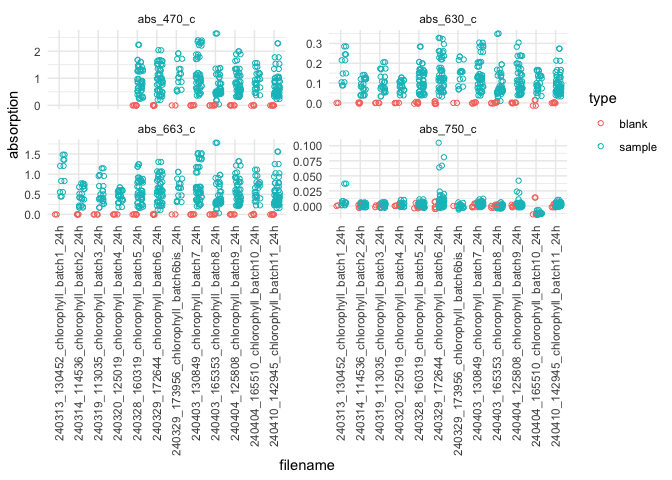 abs_470_c
abs_630_c
0
1
2
0.0
0.1
0.2
0.3
absorption
type
blank
sample
abs_663_c
abs_750_c
0.0
0.5
1.0
1.5
0.000
0.025
0.050
0.075
0.100
240313_130452_chlorophyll_batch1_24h
240314_114536_chlorophyll_batch2_24h
240319_113035_chlorophyll_batch3_24h
240320_125019_chlorophyll_batch4_24h
240328_160319_chlorophyll_batch5_24h
240329_172644_chlorophyll_batch6_24h
240329_173956_chlorophyll_batch6bis_24h
240403_130849_chlorophyll_batch7_24h
240403_165353_chlorophyll_batch8_24h
240404_125808_chlorophyll_batch9_24h
240404_165510_chlorophyll_batch10_24h
240410_142945_chlorophyll_batch11_24h
240313_130452_chlorophyll_batch1_24h
240314_114536_chlorophyll_batch2_24h
240319_113035_chlorophyll_batch3_24h
240320_125019_chlorophyll_batch4_24h
240328_160319_chlorophyll_batch5_24h
240329_172644_chlorophyll_batch6_24h
240329_173956_chlorophyll_batch6bis_24h
240403_130849_chlorophyll_batch7_24h
240403_165353_chlorophyll_batch8_24h
240404_125808_chlorophyll_batch9_24h
240404_165510_chlorophyll_batch10_24h
240410_142945_chlorophyll_batch11_24h
filename